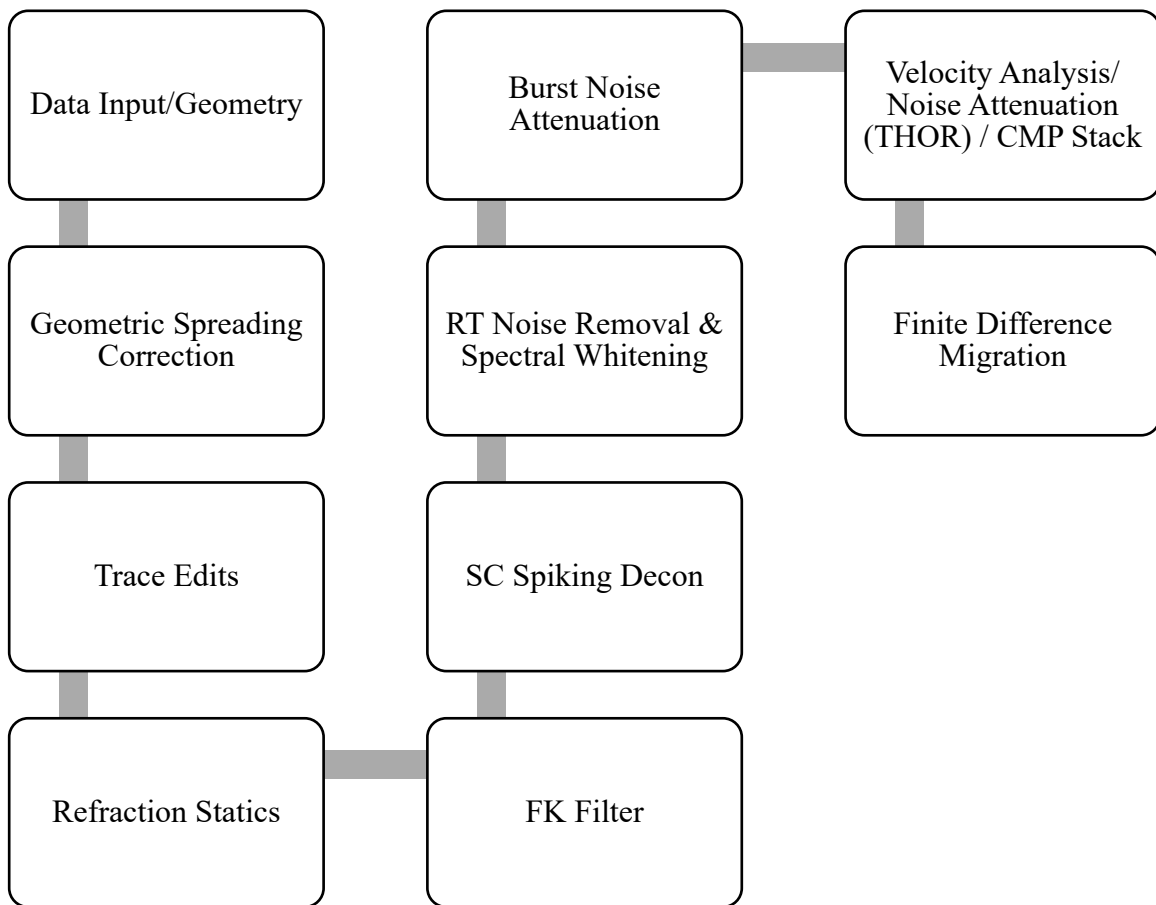 Data Input/Geometry
Geometric Spreading
Correction
Trace Edits
Refraction Statics
FK Filter
SC Spiking Decon
RT Noise Removal &
Spectral Whitening
Burst Noise
Attenuation
Velocity Analysis/
Noise Attenuation
(THOR) / CMP Stack
Finite Difference
Migration